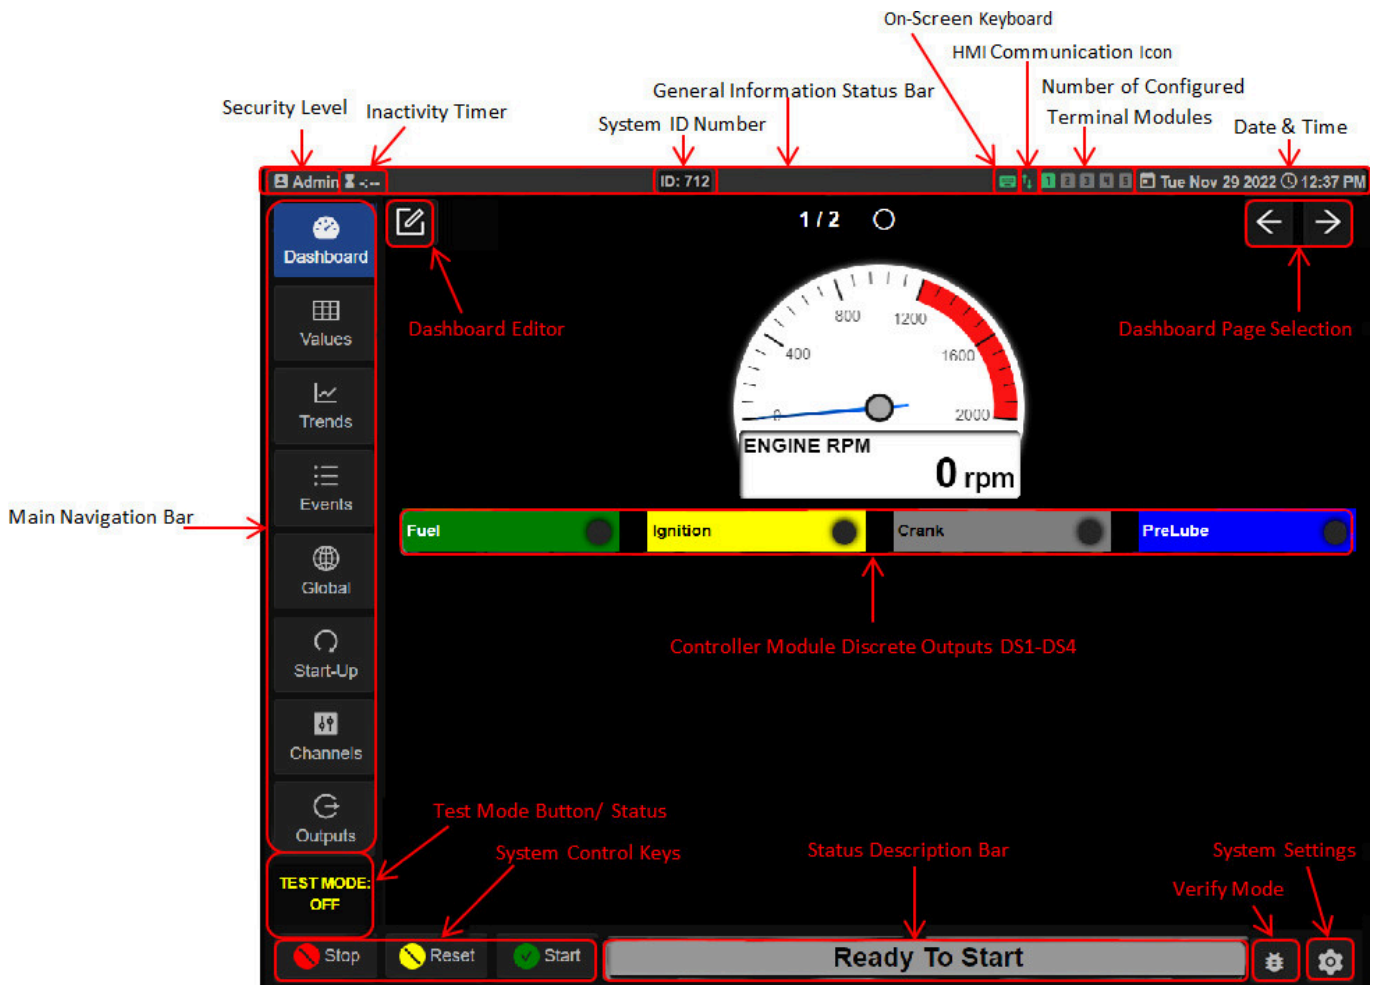 On-Screen Keyboard
HMI Communication Icon
General Information Status Bar
Number of Configured
Terminal Modules
Security Level
Inactivity Timer
System ID Number
Date & Time
Admin -:--
ID: 712
1 2 3 4 5
Tue Nov 29 2022 12:37 PM
Dashboard
1 / 2
Values
Dashboard Editor
Dashboard Page Selection
0
400
800
1200
1600
2000
Trends
ENGINE RPM
0 rpm
Events
Main Navigation Bar
Fuel
Ignition
Crank
PreLube
Global
Controller Module Discrete Outputs DS1-DS4
Start-Up
Channels
Outputs
Test Mode Button/ Status
System Control Keys
Status Description Bar
System Settings
Verify Mode
TEST MODE:
OFF
Stop
Reset
Start
Ready To Start